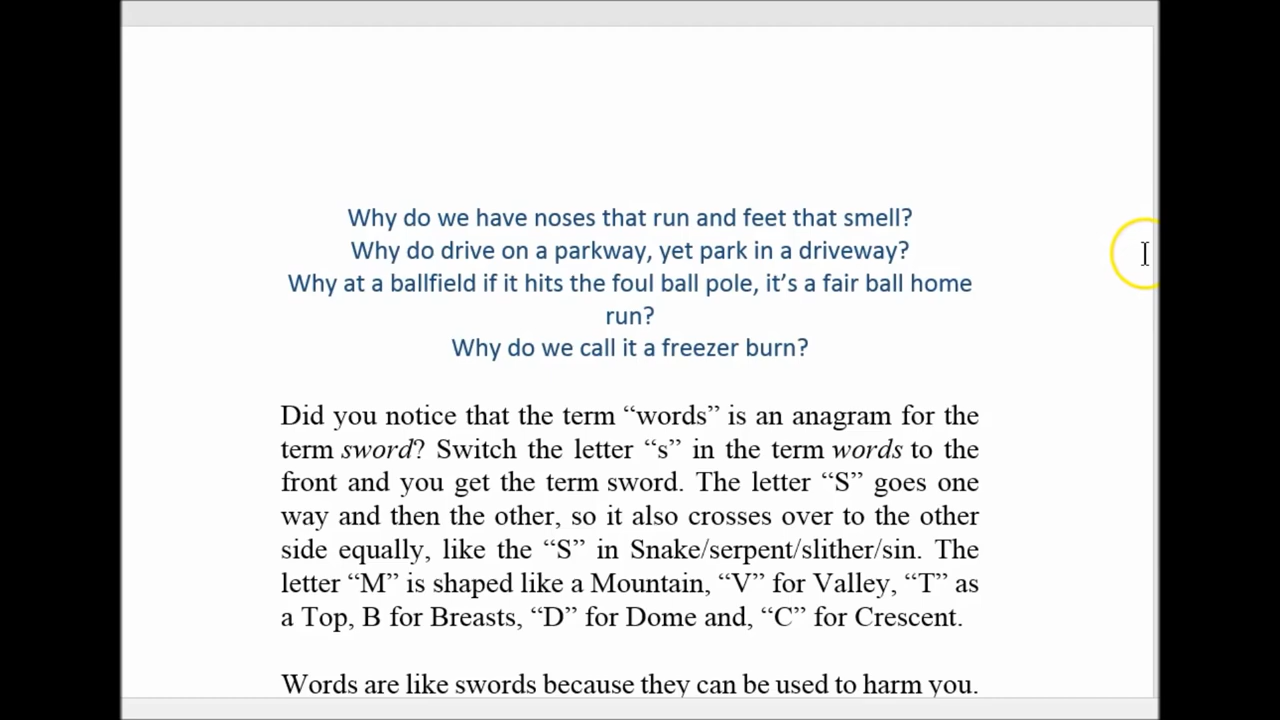 Why do we have noses that run and feet that smell?
Why do drive on a parkway, yet park in a driveway?
Why at a ballfield if it hits the foul ball pole, it’s a fair ball home
run?
Why do we call it a freezer burn?
Did you notice that the term “words” is an anagram for the
term sword? Switch the letter “s” in the term words to the
front and you get the term sword. The letter “S” goes one
way and then the other, so it also crosses over to the other
side equally, like the “S” in Snake/serpent/slither/sin. The
letter “M” is shaped like a Mountain, “V” for Valley, “T” as
a Top, B for Breasts, “D” for Dome and, “C” for Crescent.
Words are like swords because they can be used to harm you.